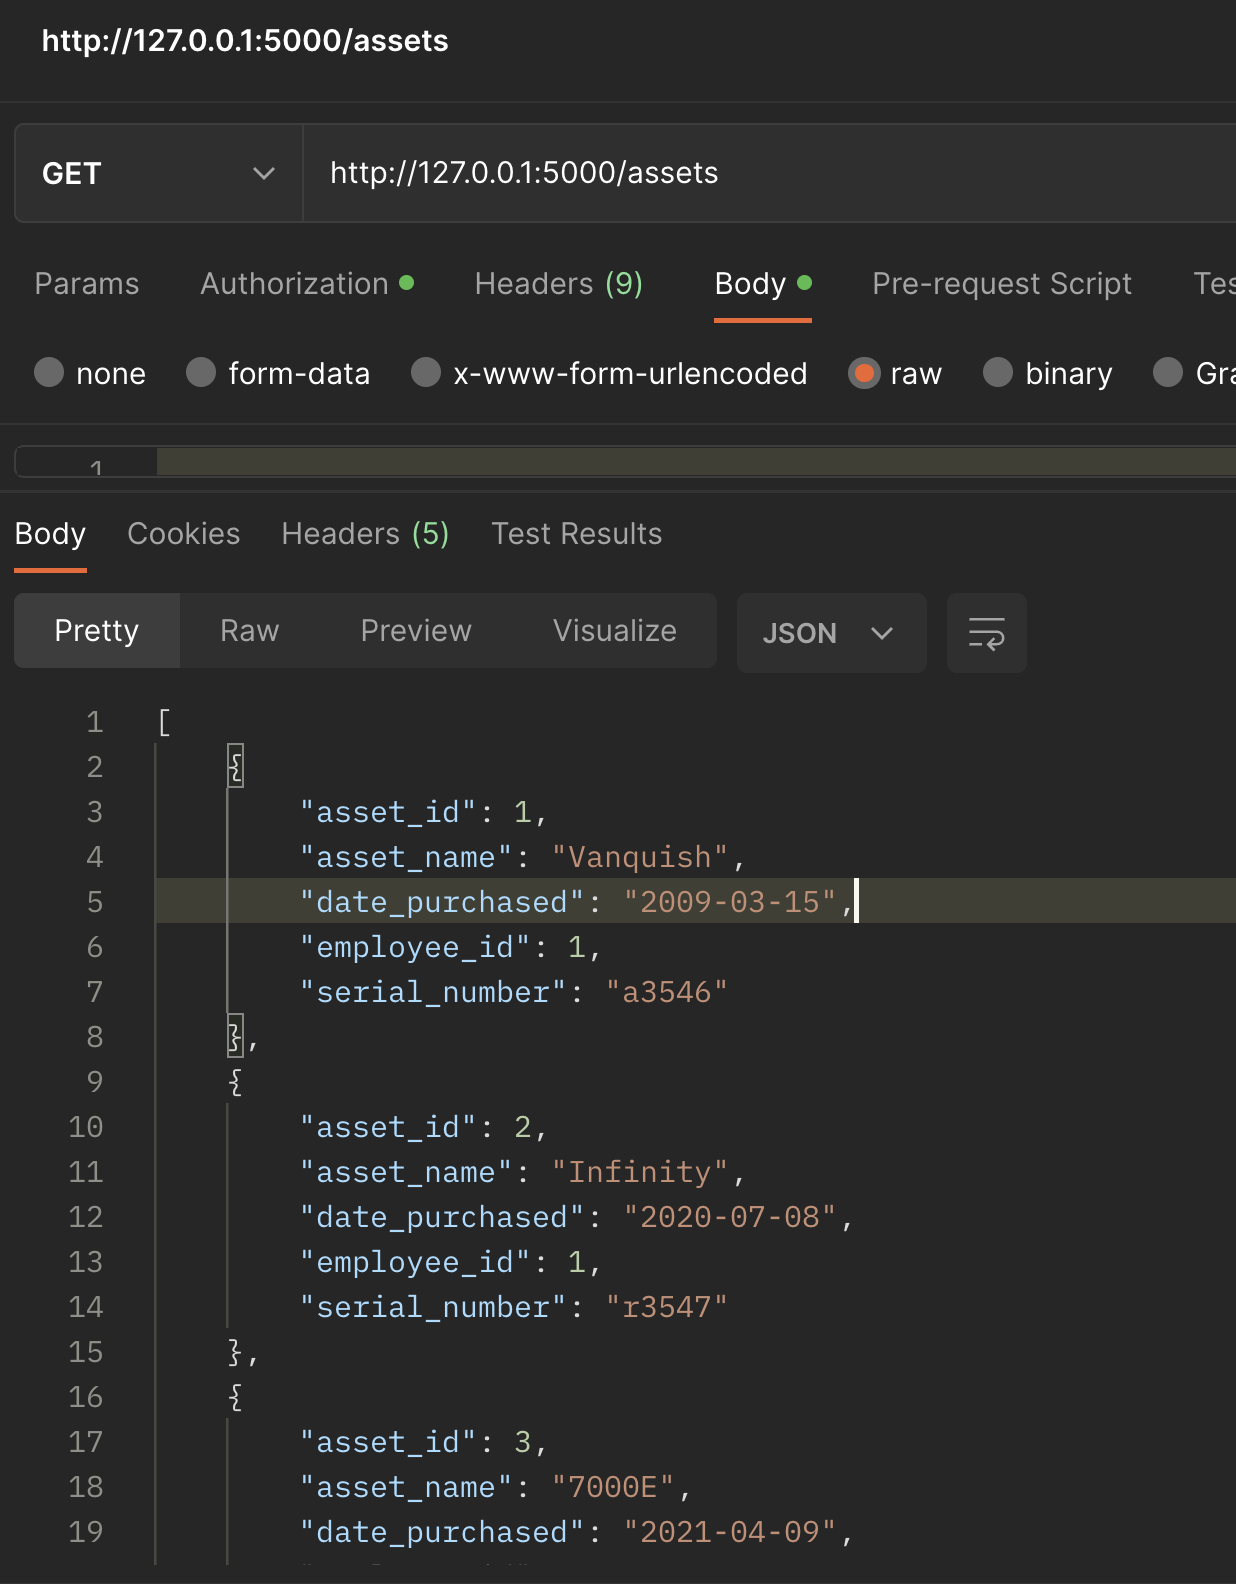 http://127.0.0.1:5000/assets
GET http://127.0.0.1:5000/assets
Params Authorization Headers (9) Body Pre-request Script Tes
none form-data x-www-form-urlencoded raw binary Gra
1
Body Cookies Headers (5) Test Results
Pretty Raw Preview Visualize JSON
1 [
2 {
3 "asset_id": 1,
4 "asset_name": "Vanquish",
5 "date_purchased": "2009-03-15",
6 "employee_id": 1,
7 "serial_number": "a3546"
8 },
9 {
10 "asset_id": 2,
11 "asset_name": "Infinity",
12 "date_purchased": "2020-07-08",
13 "employee_id": 1,
14 "serial_number": "r3547"
15 },
16 {
17 "asset_id": 3,
18 "asset_name": "7000E",
19 "date_purchased": "2021-04-09",